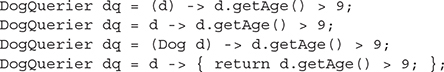 DogQuerier dq = (d) -> d.getAge() > 9;
DogQuerier dq = d -> d.getAge() > 9;
DogQuerier dq = (Dog d) -> d.getAge() > 9;
DogQuerier dq = d -> { return d.getAge() > 9; };